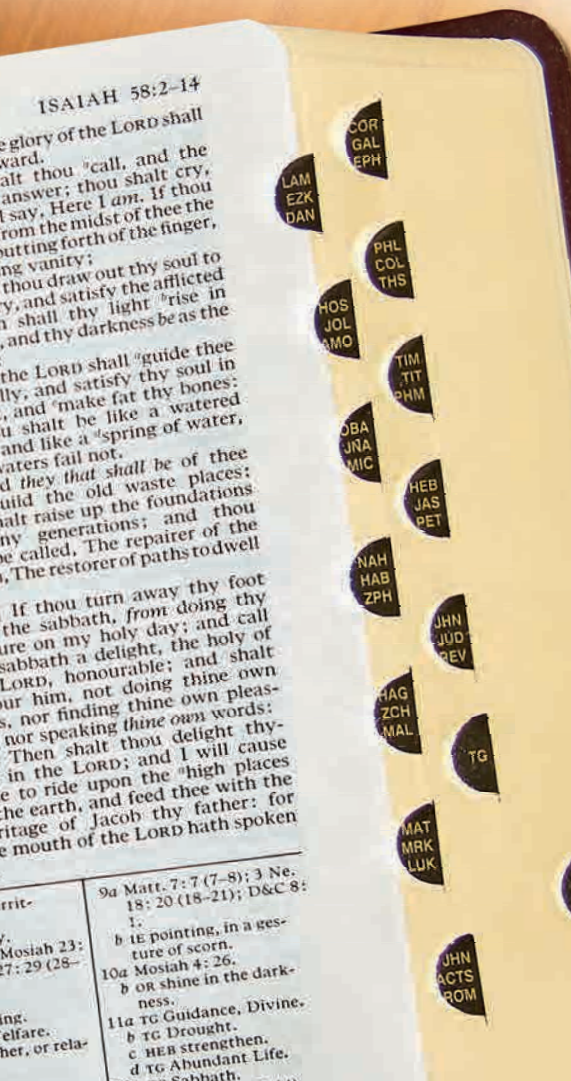 ISAIAH 58:2–14
e glory of the LORD shall
ward.
alt thou ᵃcall, and the
answer; thou shalt cry,
l say, Here I am. If thou
rom the midst of thee the
outting forth of the finger,
ng vanity;
thou draw out thy soul to
ry, and satisfy the afflicted
n shall thy light ᵇrise in
, and thy darkness be as the
the LORD shall ᵃguide thee
lly, and satisfy thy soul in
, and ᶜmake fat thy bones:
u shalt be like a watered
and like a ᵈspring of water,
waters fail not.
d they that shall be of thee
uild the old waste places:
halt raise up the foundations
ny generations; and thou
be called, The repairer of the
, The restorer of paths to dwell
If thou turn away thy foot
the sabbath, from doing thy
ure on my holy day; and call
sabbath a delight, the holy of
LORD, honourable; and shalt
our him, not doing thine own
s, nor finding thine own pleas-
nor speaking thine own words:
Then shalt thou delight thy-
in the LORD; and I will cause
e to ride upon the ᵃhigh places
the earth, and feed thee with the
ritage of Jacob thy father: for
e mouth of the LORD hath spoken
rrit-
y.
Mosiah 23:
27:29 (28–
ing.
elfare.
her, or rela-
9a Matt. 7:7 (7–8); 3 Ne.
18:20 (18–21); D&C 8:
1.
b IE pointing, in a ges-
ture of scorn.
10a Mosiah 4:26.
b OR shine in the dark-
ness.
11a TG Guidance, Divine.
b TG Drought.
c HEB strengthen.
d TG Abundant Life.
Sabbath.
LAM
EZK
DAN
HOS
JOL
AMO
OBA
JNA
MIC
NAH
HAB
ZPH
HAG
ZCH
MAL
MAT
MRK
LUK
JHN
ACTS
ROM
COR
GAL
EPH
PHL
COL
THS
TIM
TIT
PHM
HEB
JAS
PET
JHN
JUD
REV
TG